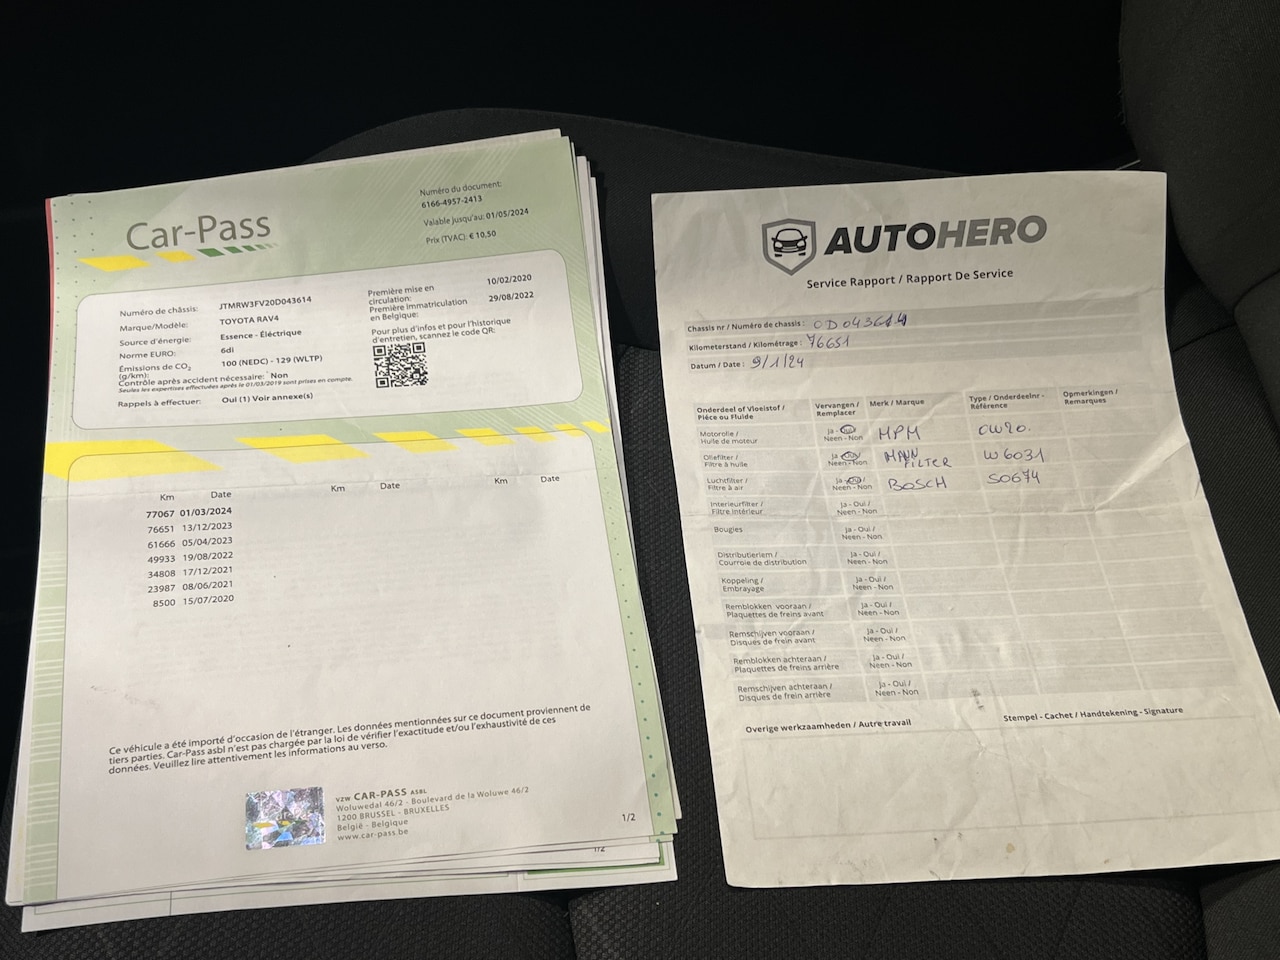 Car-Pass
Numéro du document:
6166-4957-2413
Valable jusqu'au: 01/05/2024
Prix (TVAC): € 10,50
Numéro de châssis: JTMRW3FV20D043614
Marque/Modèle: TOYOTA RAV4
Source d'énergie: Essence - Électrique
Norme EURO: 6di
Émissions de CO2 (g/km): 100 (NEDC) - 129 (WLTP)
Contrôle après accident nécessaire: Non
Seules les expertises effectuées après le 01/03/2019 sont prises en compte.
Rappels à effectuer: Oui (1) Voir annexe(s)
Première mise en circulation: 10/02/2020
Première immatriculation en Belgique: 29/08/2022
Pour plus d'infos et pour l'historique
d'entretien, scannez le code QR:
Km Date Km Date Km Date
77067 01/03/2024
76651 13/12/2023
61666 05/04/2023
49933 19/08/2022
34808 17/12/2021
23987 08/06/2021
8500 15/07/2020
Ce véhicule a été importé d'occasion de l'étranger. Les données mentionnées sur ce document proviennent de
tiers parties. Car-Pass asbl n'est pas chargée par la loi de vérifier l'exactitude et/ou l'exhaustivité de ces
données. Veuillez lire attentivement les informations au verso.
VZW CAR-PASS ASBL
Woluwedal 46/2 - Boulevard de la Woluwe 46/2
1200 BRUSSEL - BRUXELLES
België - Belgique
www.car-pass.be
1/2
1/2
AUTOHERO
Service Rapport / Rapport De Service
Chassis nr / Numéro de chassis: 0D043614
Kilometerstand / Kilométrage: 76651
Datum / Date: 9/1/24
Onderdeel of Vloeistof / Pièce ou Fluide Vervangen / Remplacer Merk / Marque Type / Onderdeelnr - Référence Opmerkingen / Remarques
Motorolie / Huile de moteur Ja - Oui / Neen - Non MPM 0W20.
Oliefilter / Filtre à huile Ja - Oui / Neen - Non MANN FILTER W6031
Luchtfilter / Filtre à air Ja - Oui / Neen - Non BOSCH S0674
Interieurfilter / Filtre intérieur Ja - Oui / Neen - Non
Bougies Ja - Oui / Neen - Non
Distributieriem / Courroie de distribution Ja - Oui / Neen - Non
Koppeling / Embrayage Ja - Oui / Neen - Non
Remblokken vooraan / Plaquettes de freins avant Ja - Oui / Neen - Non
Remschijven vooraan / Disques de frein avant Ja - Oui / Neen - Non
Remblokken achteraan / Plaquettes de freins arrière Ja - Oui / Neen - Non
Remschijven achteraan / Disques de frein arrière Ja - Oui / Neen - Non
Overige werkzaamheden / Autre travail Stempel - Cachet / Handtekening - Signature